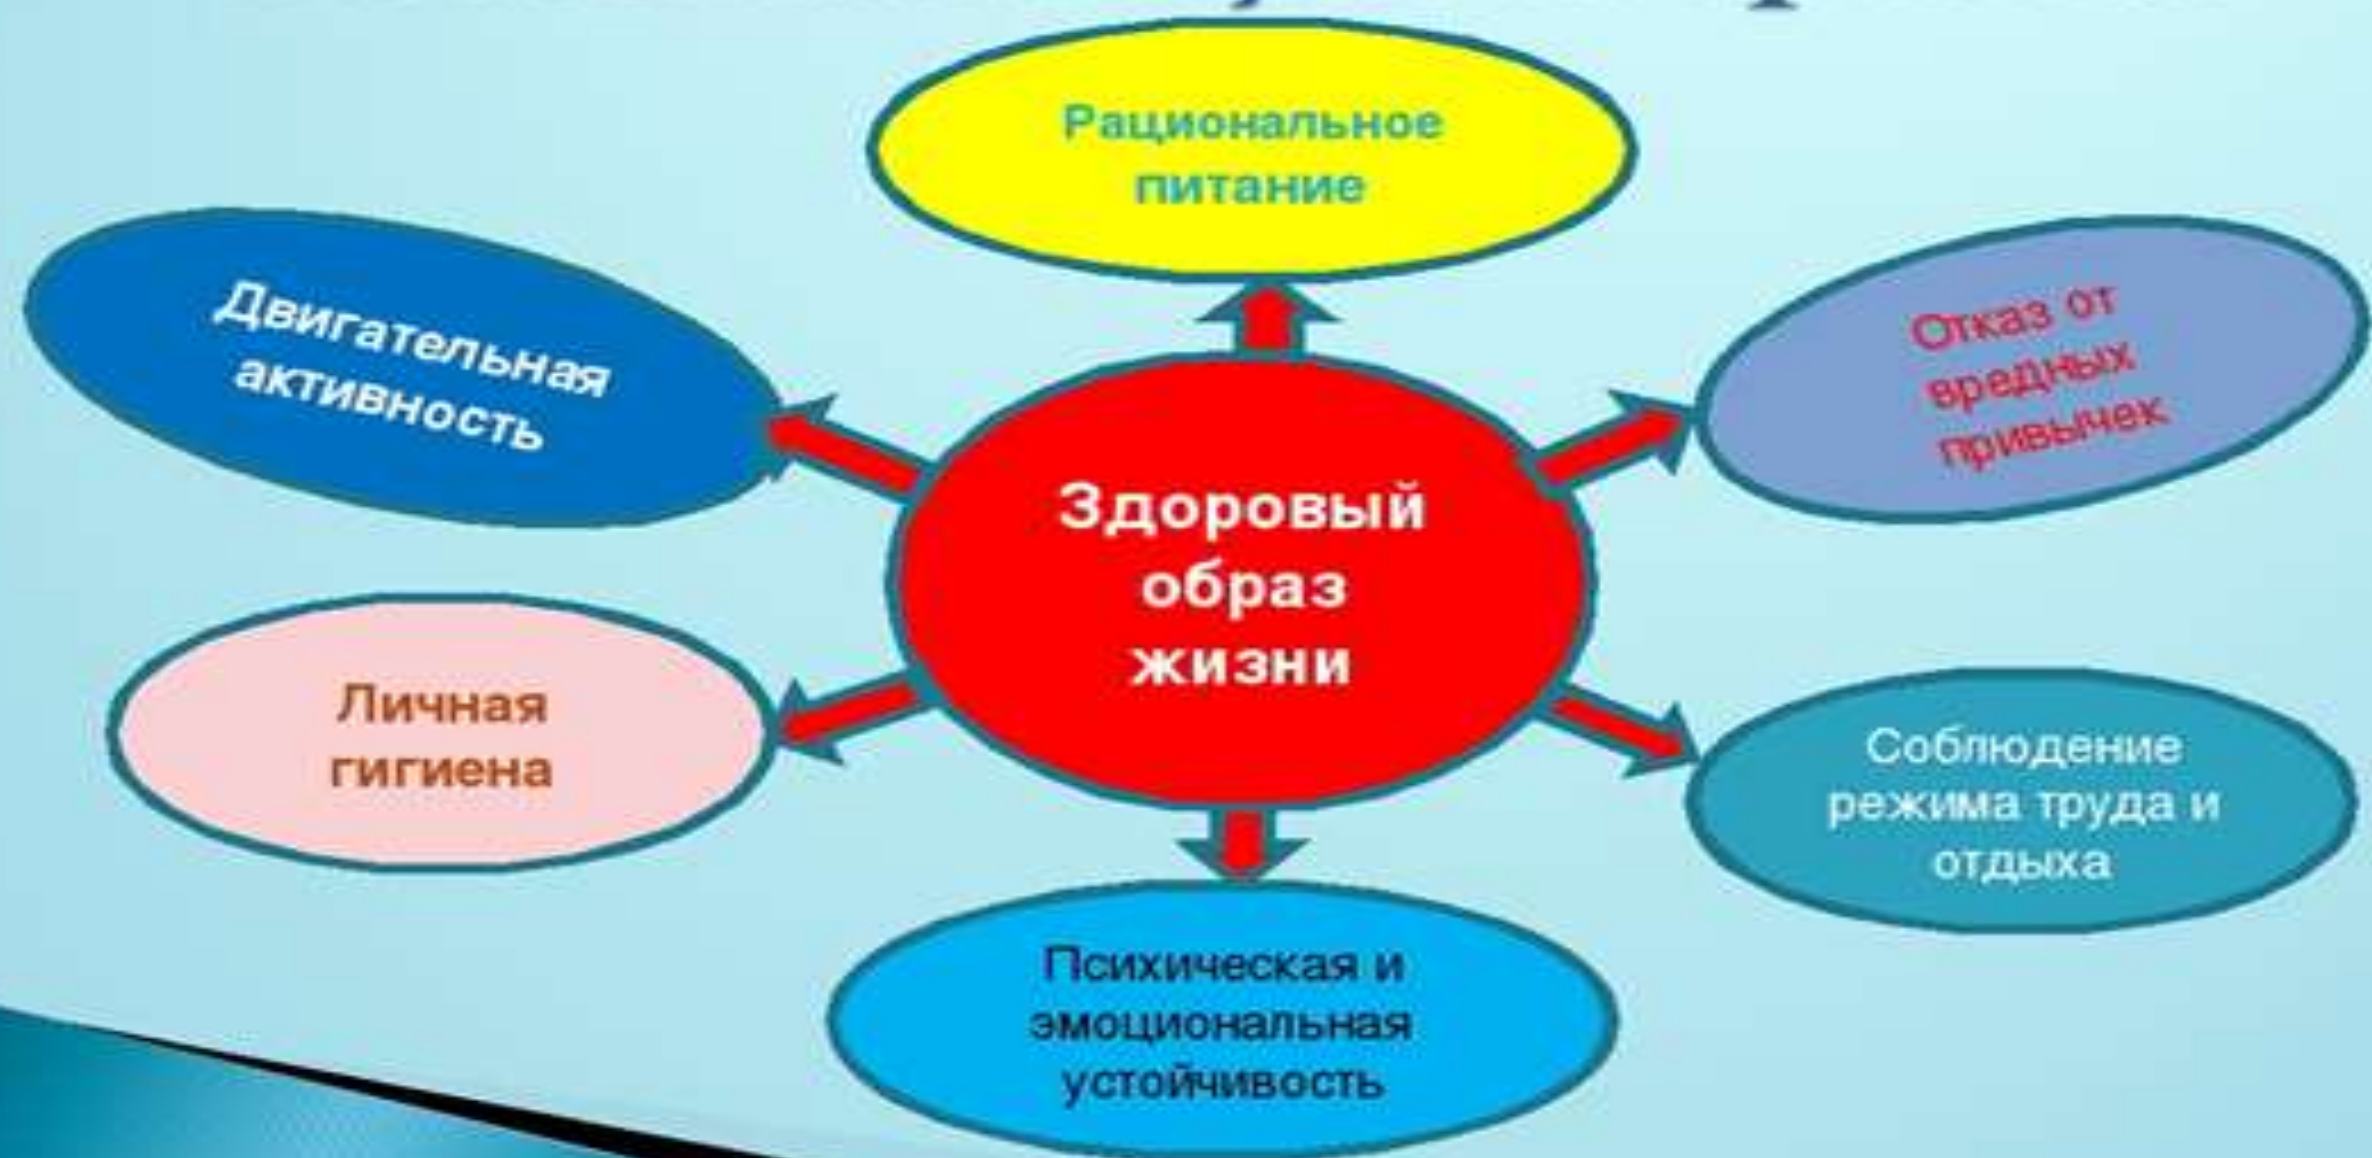 Рациональное
питание
Двигательная
активность
Отказ от
вредных
привычек
Здоровый
образ
жизни
Личная
гигиена
Соблюдение
режима труда и
отдыха
Психическая и
эмоциональная
устойчивость